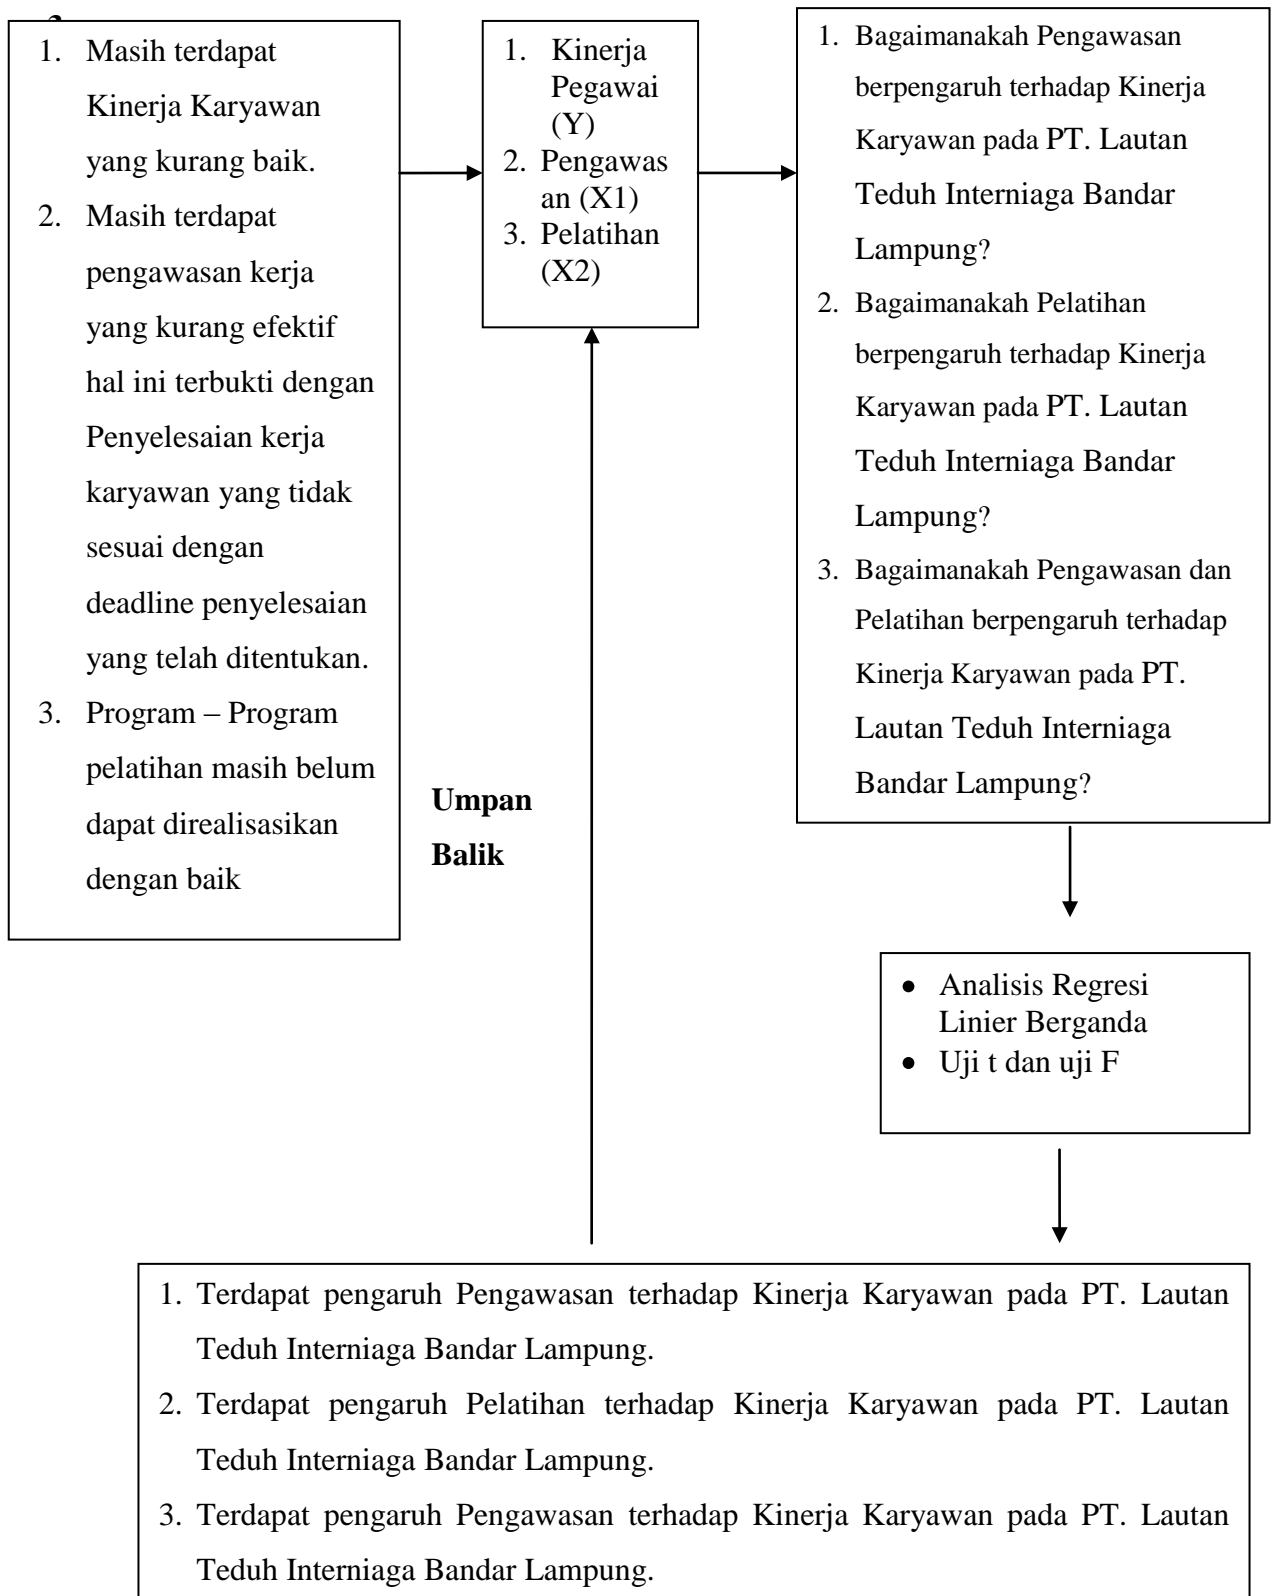 1. Masih terdapat
Kinerja Karyawan
yang kurang baik.
2. Masih terdapat
pengawasan kerja
yang kurang efektif
hal ini terbukti dengan
Penyelesaian kerja
karyawan yang tidak
sesuai dengan
deadline penyelesaian
yang telah ditentukan.
3. Program – Program
pelatihan masih belum
dapat direalisasikan
dengan baik
1. Kinerja
Pegawai
(Y)
2. Pengawas
an (X1)
3. Pelatihan
(X2)
1. Bagaimanakah Pengawasan
berpengaruh terhadap Kinerja
Karyawan pada PT. Lautan
Teduh Interniaga Bandar
Lampung?
2. Bagaimanakah Pelatihan
berpengaruh terhadap Kinerja
Karyawan pada PT. Lautan
Teduh Interniaga Bandar
Lampung?
3. Bagaimanakah Pengawasan dan
Pelatihan berpengaruh terhadap
Kinerja Karyawan pada PT.
Lautan Teduh Interniaga
Bandar Lampung?
Umpan
Balik
• Analisis Regresi
Linier Berganda
• Uji t dan uji F
1. Terdapat pengaruh Pengawasan terhadap Kinerja Karyawan pada PT. Lautan
Teduh Interniaga Bandar Lampung.
2. Terdapat pengaruh Pelatihan terhadap Kinerja Karyawan pada PT. Lautan
Teduh Interniaga Bandar Lampung.
3. Terdapat pengaruh Pengawasan terhadap Kinerja Karyawan pada PT. Lautan
Teduh Interniaga Bandar Lampung.